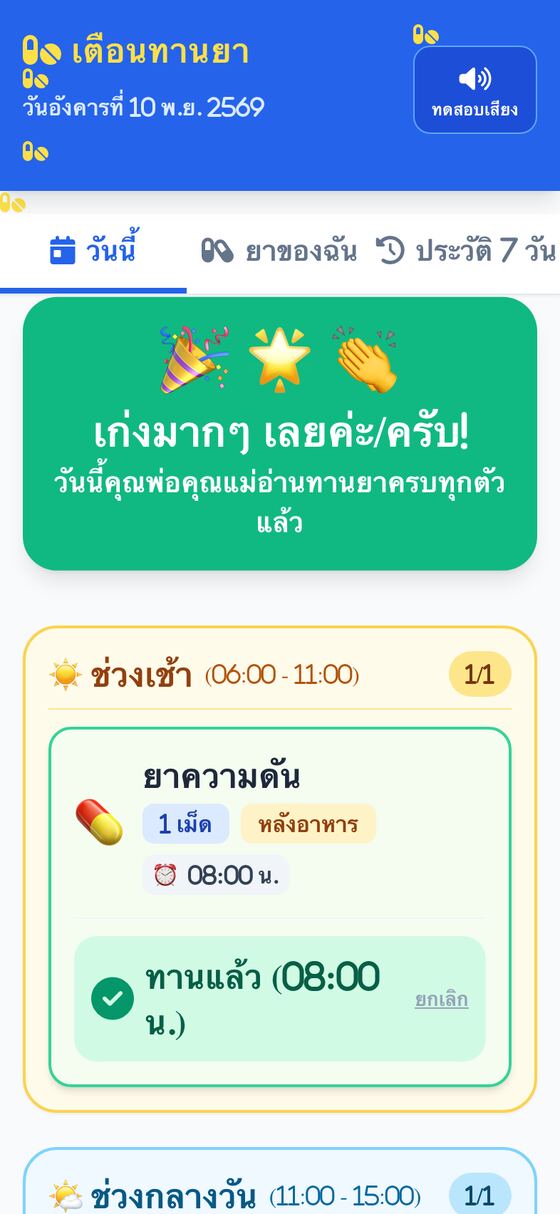 เตือนทานยา
วันอังคารที่ 10 พ.ย. 2569
ทดสอบเสียง
วันนี้
ยาของฉัน
ประวัติ 7 วัน
เก่งมากๆ เลยค่ะ/ครับ!
วันนี้คุณพ่อคุณแม่อ่านทานยาครบทุกตัว
แล้ว
ช่วงเช้า (06:00 - 11:00)
1/1
ยาความดัน
1 เม็ด
หลังอาหาร
08:00 น.
ทานแล้ว (08:00
น.)
ยกเลิก
ช่วงกลางวัน (11:00 - 15:00)
1/1